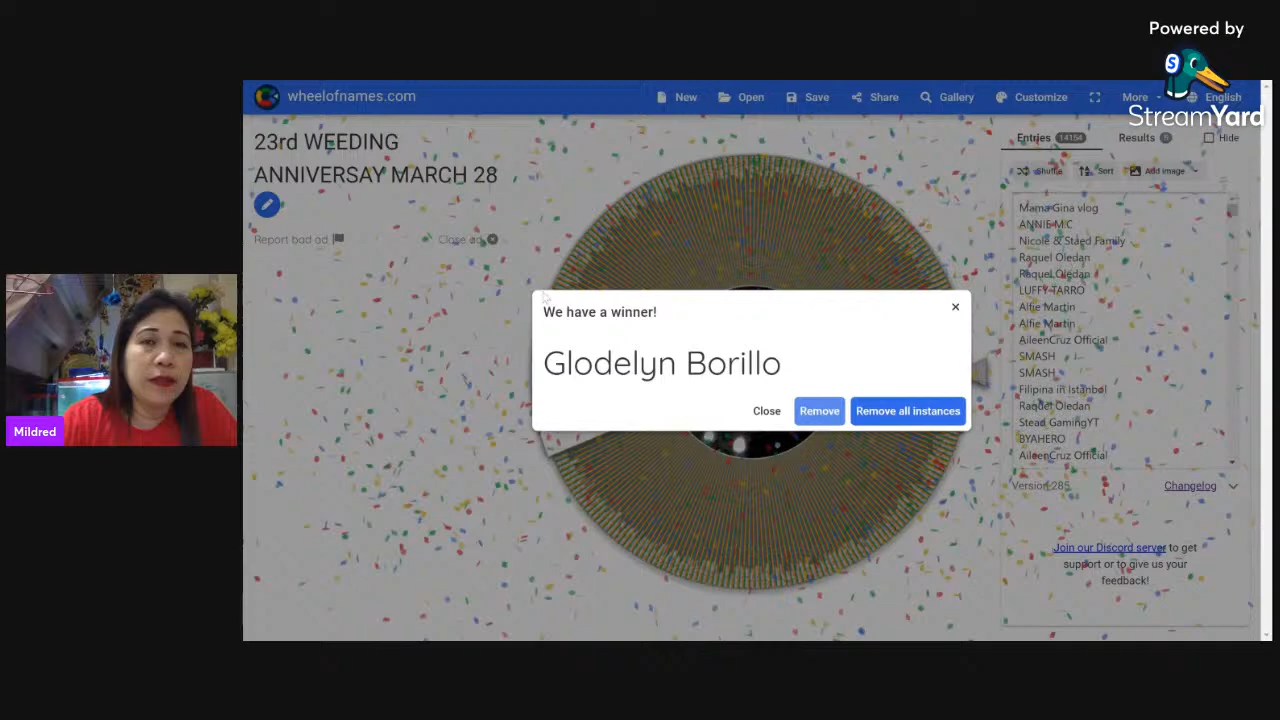 Powered by
StreamYard
wheelofnames.com
New
Open
Save
Share
Gallery
Customize
More
English
23rd WEEDING
ANNIVERSAY MARCH 28
Report bad ad
Close ad
Entries 14154
Results 5
Hide
Shuffle
Sort
Add image
Mama Gina vlog
ANNIE M.C
Nicole & Staed Family
Raquel Oledan
Raquel Oledan
LUFFY TARRO
Alfie Martin
Alfie Martin
AileenCruz Official
SMASH
SMASH
Filipina in Istanbol
Raquel Oledan
Stead GamingYT
BYAHERO
AileenCruz Official
Version 285
Changelog
Join our Discord server to get
support or to give us your
feedback!
We have a winner!
Glodelyn Borillo
Close
Remove
Remove all instances
Mildred